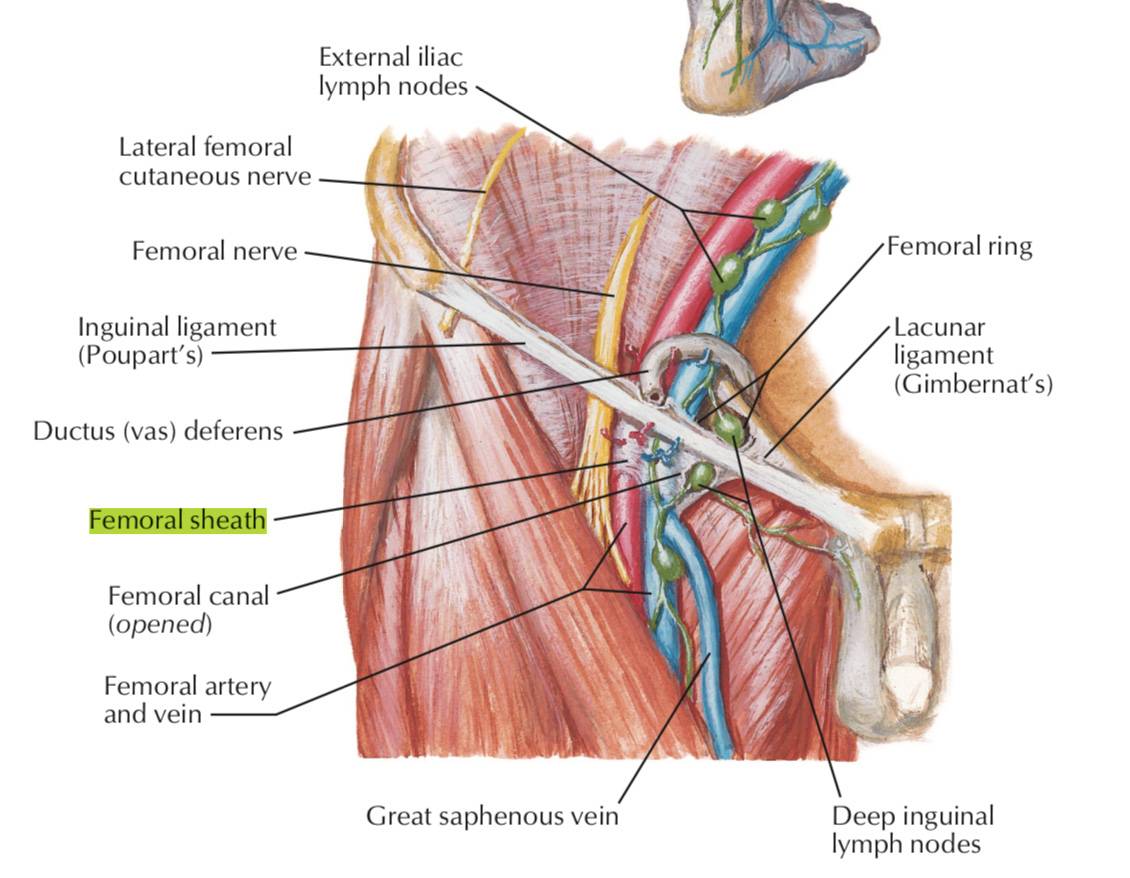 External iliac
lymph nodes
Lateral femoral
cutaneous nerve
Femoral nerve
Femoral ring
Inguinal ligament
(Poupart’s)
Lacunar
ligament
(Gimbernat’s)
Ductus (vas) deferens
Femoral sheath
Femoral canal
(opened)
Femoral artery
and vein
Great saphenous vein
Deep inguinal
lymph nodes